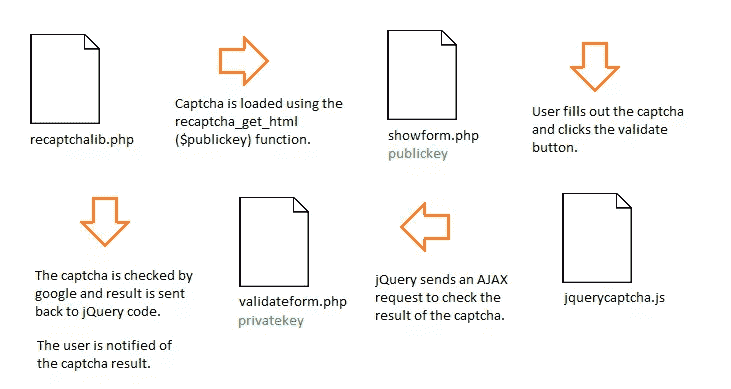 recaptchalib.php
Captcha is loaded using the
recaptcha_get_html
($publickey) function.
showform.php
publickey
User fills out the captcha
and clicks the validate
button.
jquerycaptcha.js
jQuery sends an AJAX
request to check the
result of the captcha.
validateform.php
privatekey
The captcha is checked by
google and result is sent
back to jQuery code.
The user is notified of
the captcha result.